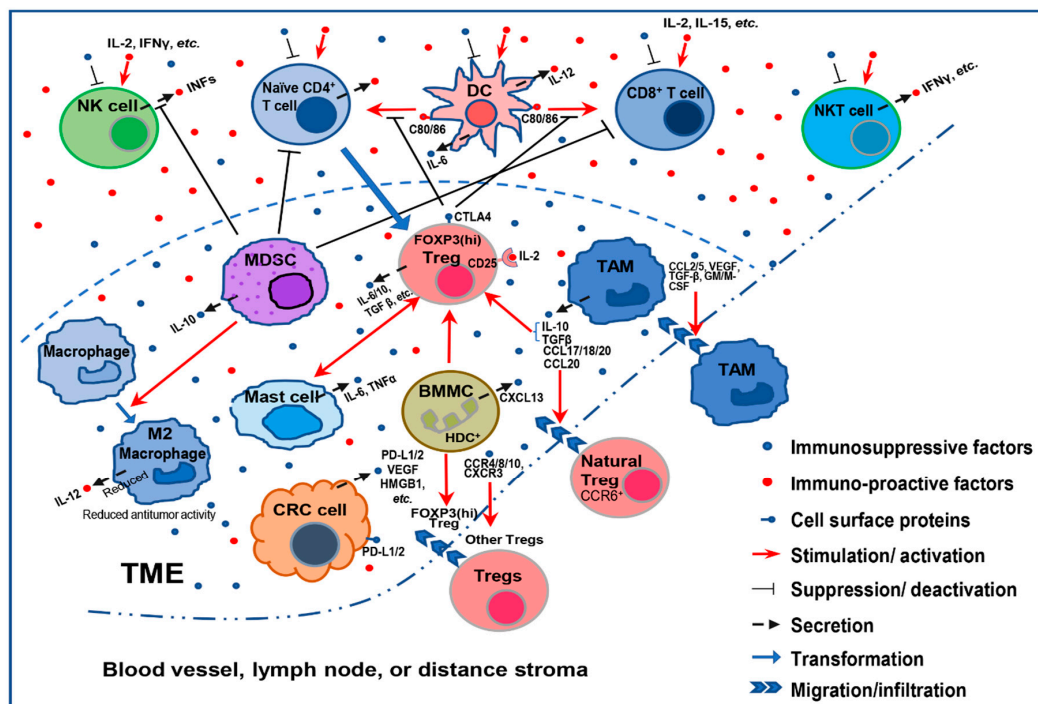 IL-2, IFNγ, etc.
INFs
NK cell
Naïve CD4⁺
T cell
DC
IL-12
C80/86
C80/86
IL-6
IL-2, IL-15, etc.
CD8⁺ T cell
NKT cell
IFNγ, etc.
CTLA4
FOXP3(hi)
Treg
CD25
IL-2
IL-6/10,
TGF β, etc.
MDSC
IL-10
TAM
CCL2/5, VEGF,
TGF-β, GM/M-
CSF
IL-10
TGFβ
CCL17/18/20
CCL20
TAM
Macrophage
M2
Macrophage
Reduced
IL-12
Reduced antitumor activity
Mast cell
IL-6, TNFα
BMMC
HDC⁺
CXCL13
PD-L1/2
VEGF
HMGB1,
etc.
CRC cell
PD-L1/2
CCR4/8/10,
CXCR3
FOXP3(hi)
Treg
Other Tregs
Tregs
Natural
Treg
CCR6⁺
TME
Blood vessel, lymph node, or distance stroma
Immunosuppressive factors
Immuno-proactive factors
Cell surface proteins
Stimulation/ activation
Suppression/ deactivation
Secretion
Transformation
Migration/infiltration